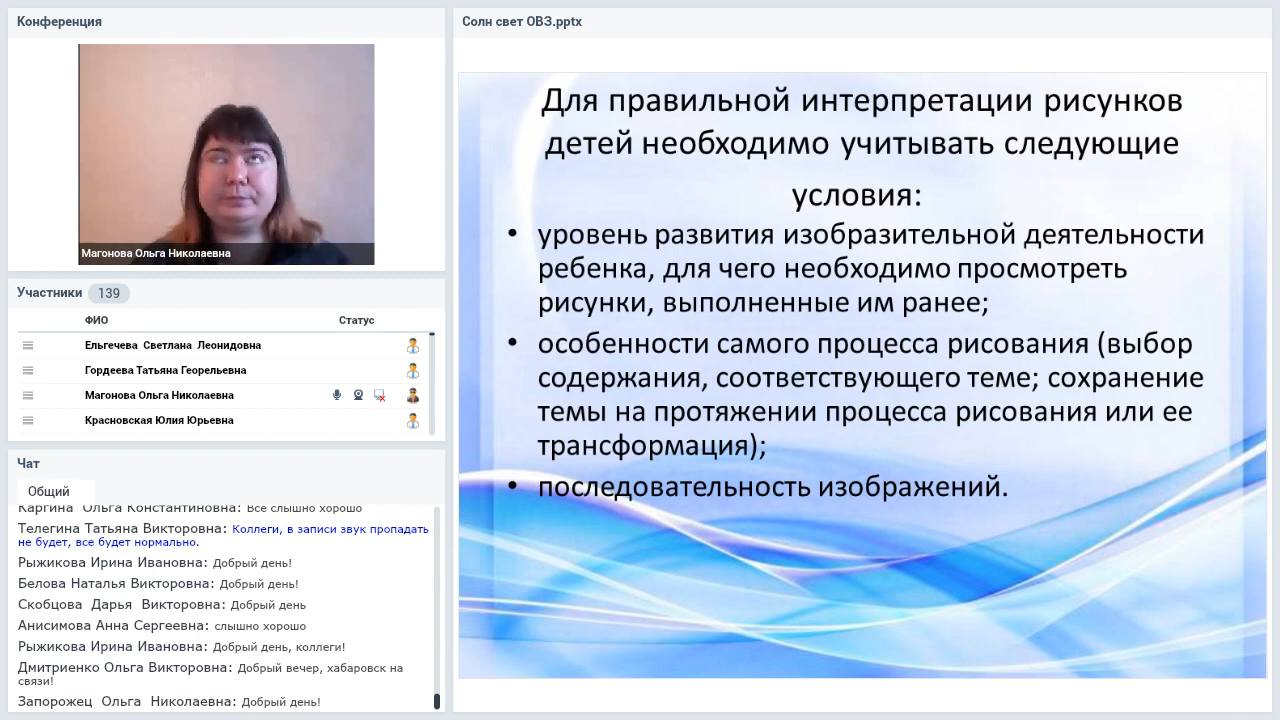 Конференция
Магонова Ольга Николаевна
Участники 139
ФИО Статус
Ельгечева Светлана Леонидовна
Гордеева Татьяна Георельевна
Магонова Ольга Николаевна
Красновская Юлия Юрьевна
Чат
Общий
Каргина Ольга Константиновна: Все слышно хорошо
Телегина Татьяна Викторовна: Коллеги, в записи звук пропадать
не будет, все будет нормально.
Рыжикова Ирина Ивановна: Добрый день!
Белова Наталья Викторовна: Добрый день!
Скобцова Дарья Викторовна: Добрый день
Анисимова Анна Сергеевна: слышно хорошо
Рыжикова Ирина Ивановна: Добрый день, коллеги!
Дмитриенко Ольга Викторовна: Добрый вечер, хабаровск на
связи!
Запорожец Ольга Николаевна: Добрый день!
Солн свет ОВЗ.pptx
Для правильной интерпретации рисунков
детей необходимо учитывать следующие
условия:
• уровень развития изобразительной деятельности
ребенка, для чего необходимо просмотреть
рисунки, выполненные им ранее;
• особенности самого процесса рисования (выбор
содержания, соответствующего теме; сохранение
темы на протяжении процесса рисования или ее
трансформация);
• последовательность изображений.